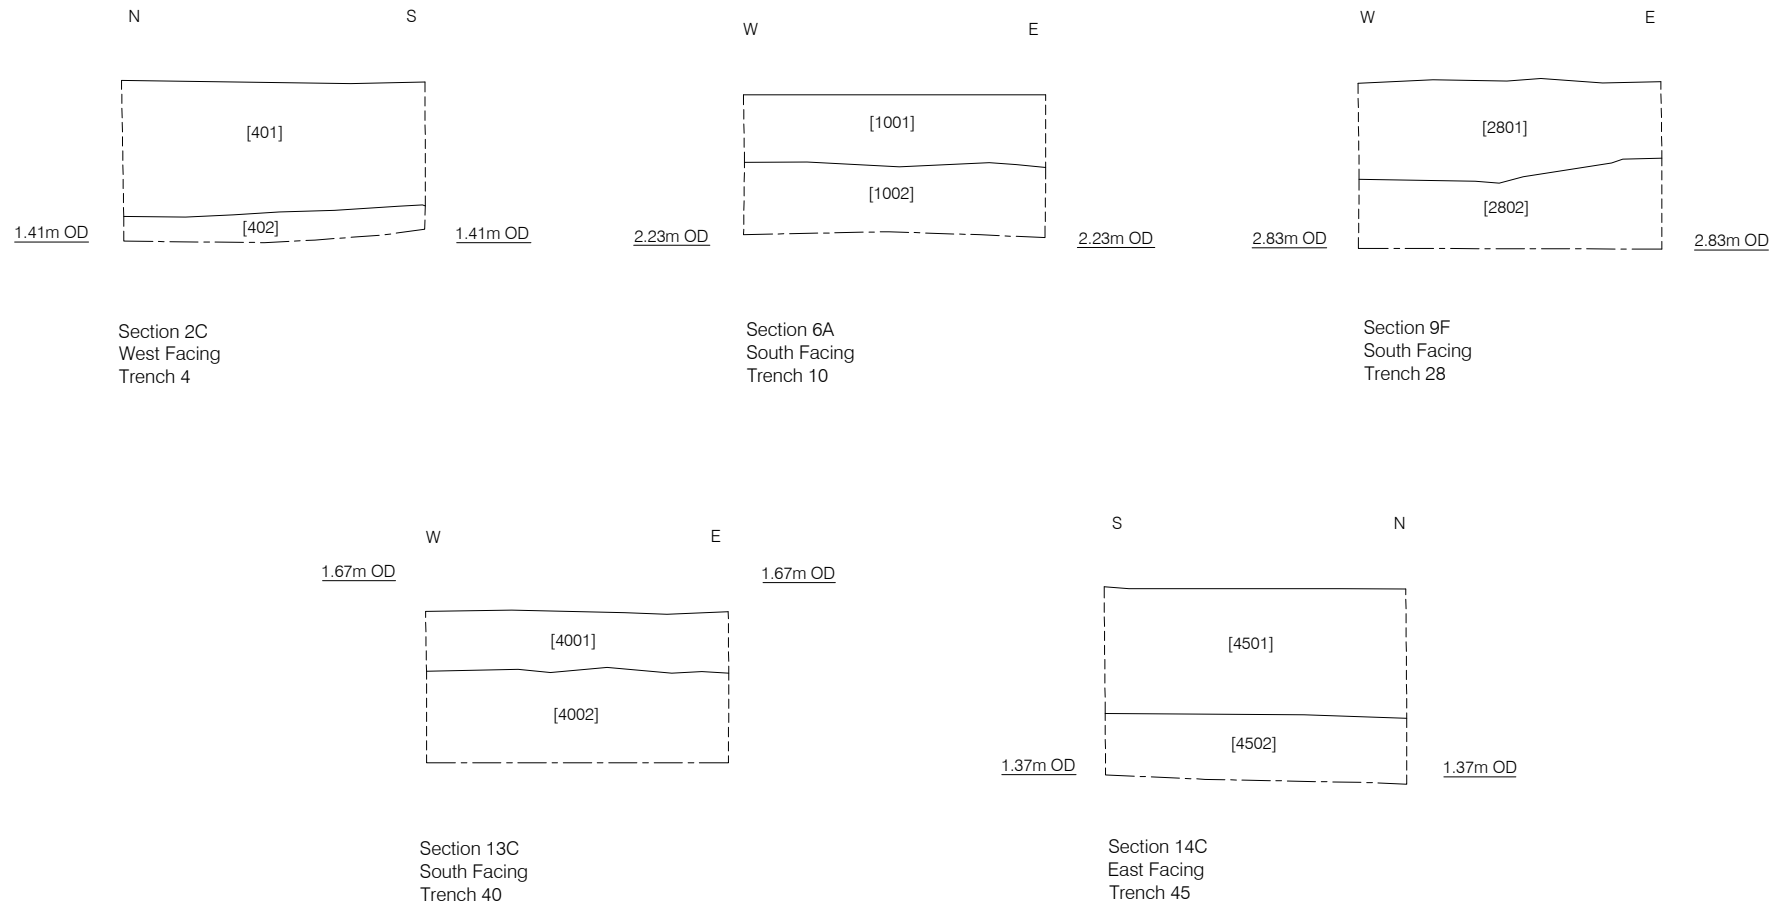 N
S
[401]
[402]
1.41m OD
1.41m OD
Section 2C
West Facing
Trench 4
W
E
[1001]
[1002]
2.23m OD
2.23m OD
Section 6A
South Facing
Trench 10
W
E
[2801]
[2802]
2.83m OD
2.83m OD
Section 9F
South Facing
Trench 28
W
E
1.67m OD
1.67m OD
[4001]
[4002]
Section 13C
South Facing
Trench 40
S
N
[4501]
[4502]
1.37m OD
1.37m OD
Section 14C
East Facing
Trench 45